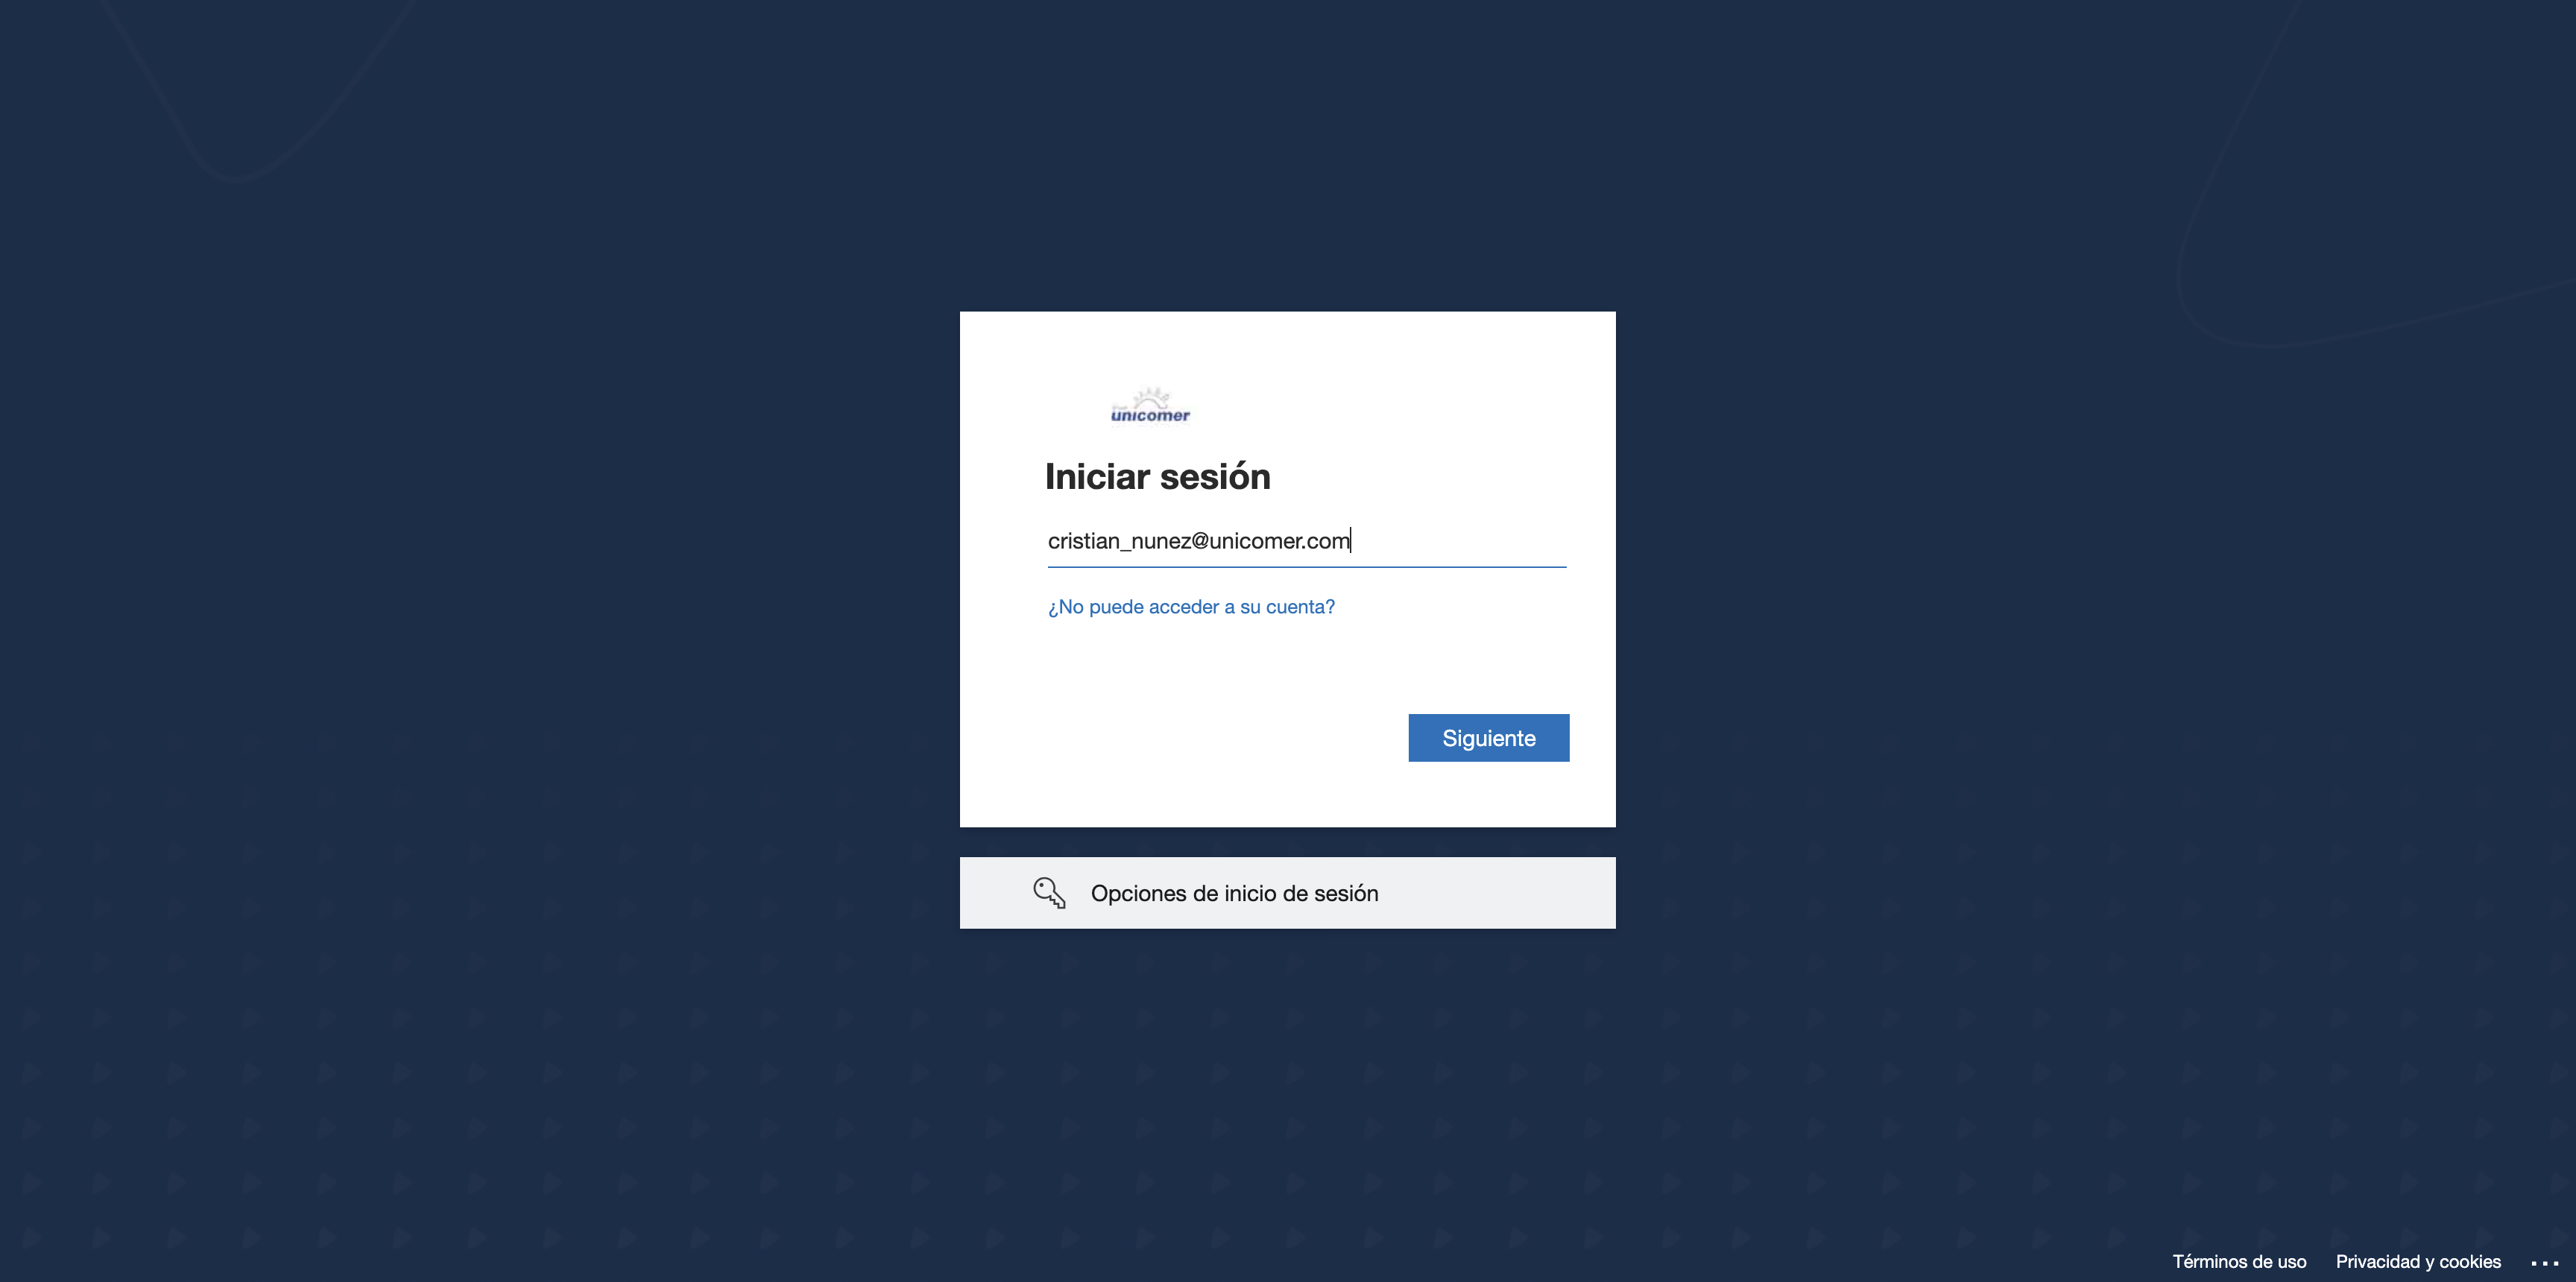 unicomer
Iniciar sesión
cristian_nunez@unicomer.com
¿No puede acceder a su cuenta?
Siguiente
Opciones de inicio de sesión
Términos de uso
Privacidad y cookies